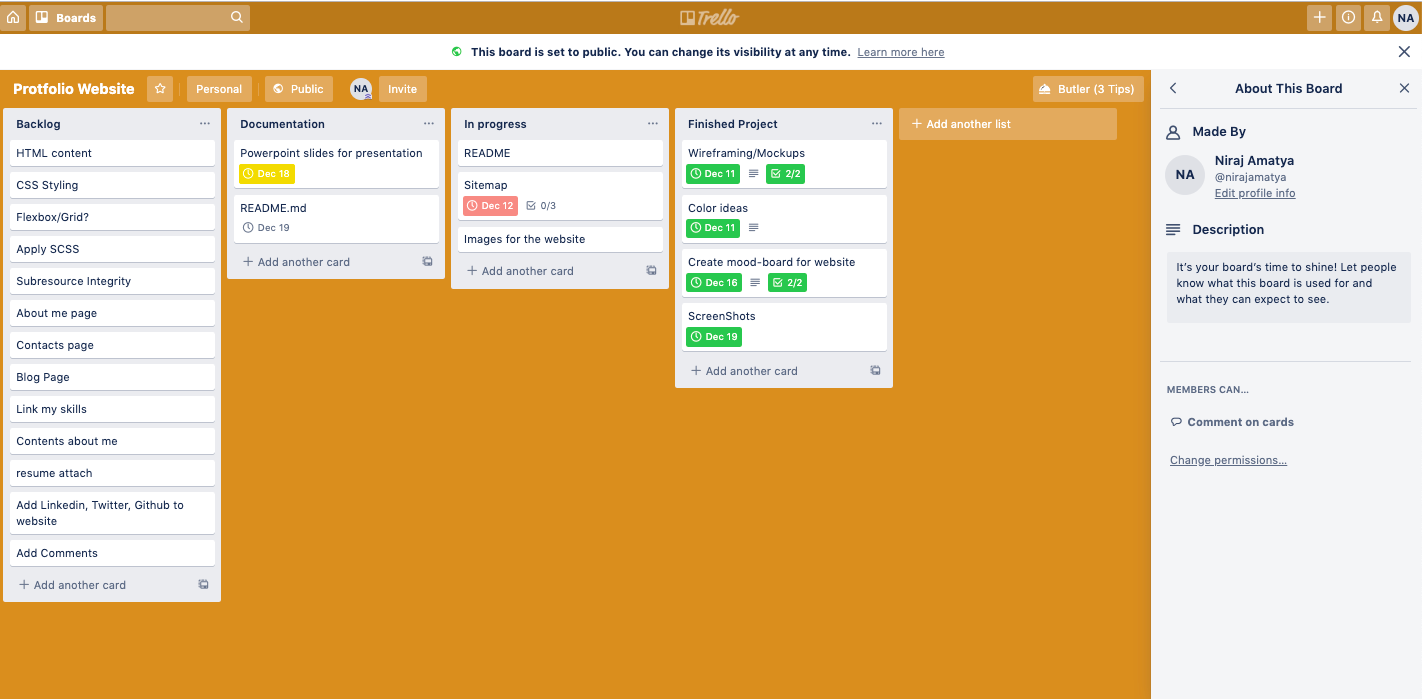 Boards
Trello
NA
This board is set to public. You can change its visibility at any time. Learn more here
Protfolio Website
Personal
Public
NA
Invite
Butler (3 Tips)
Backlog
HTML content
CSS Styling
Flexbox/Grid?
Apply SCSS
Subresource Integrity
About me page
Contacts page
Blog Page
Link my skills
Contents about me
resume attach
Add Linkedin, Twitter, Github to
website
Add Comments
+ Add another card
Documentation
Powerpoint slides for presentation
Dec 18
README.md
Dec 19
+ Add another card
In progress
README
Sitemap
Dec 12 0/3
Images for the website
+ Add another card
Finished Project
Wireframing/Mockups
Dec 11 2/2
Color ideas
Dec 11
Create mood-board for website
Dec 16 2/2
ScreenShots
Dec 19
+ Add another card
+ Add another list
About This Board
Made By
NA
Niraj Amatya
@nirajamatya
Edit profile info
Description
It's your board's time to shine! Let people
know what this board is used for and
what they can expect to see.
MEMBERS CAN...
Comment on cards
Change permissions...